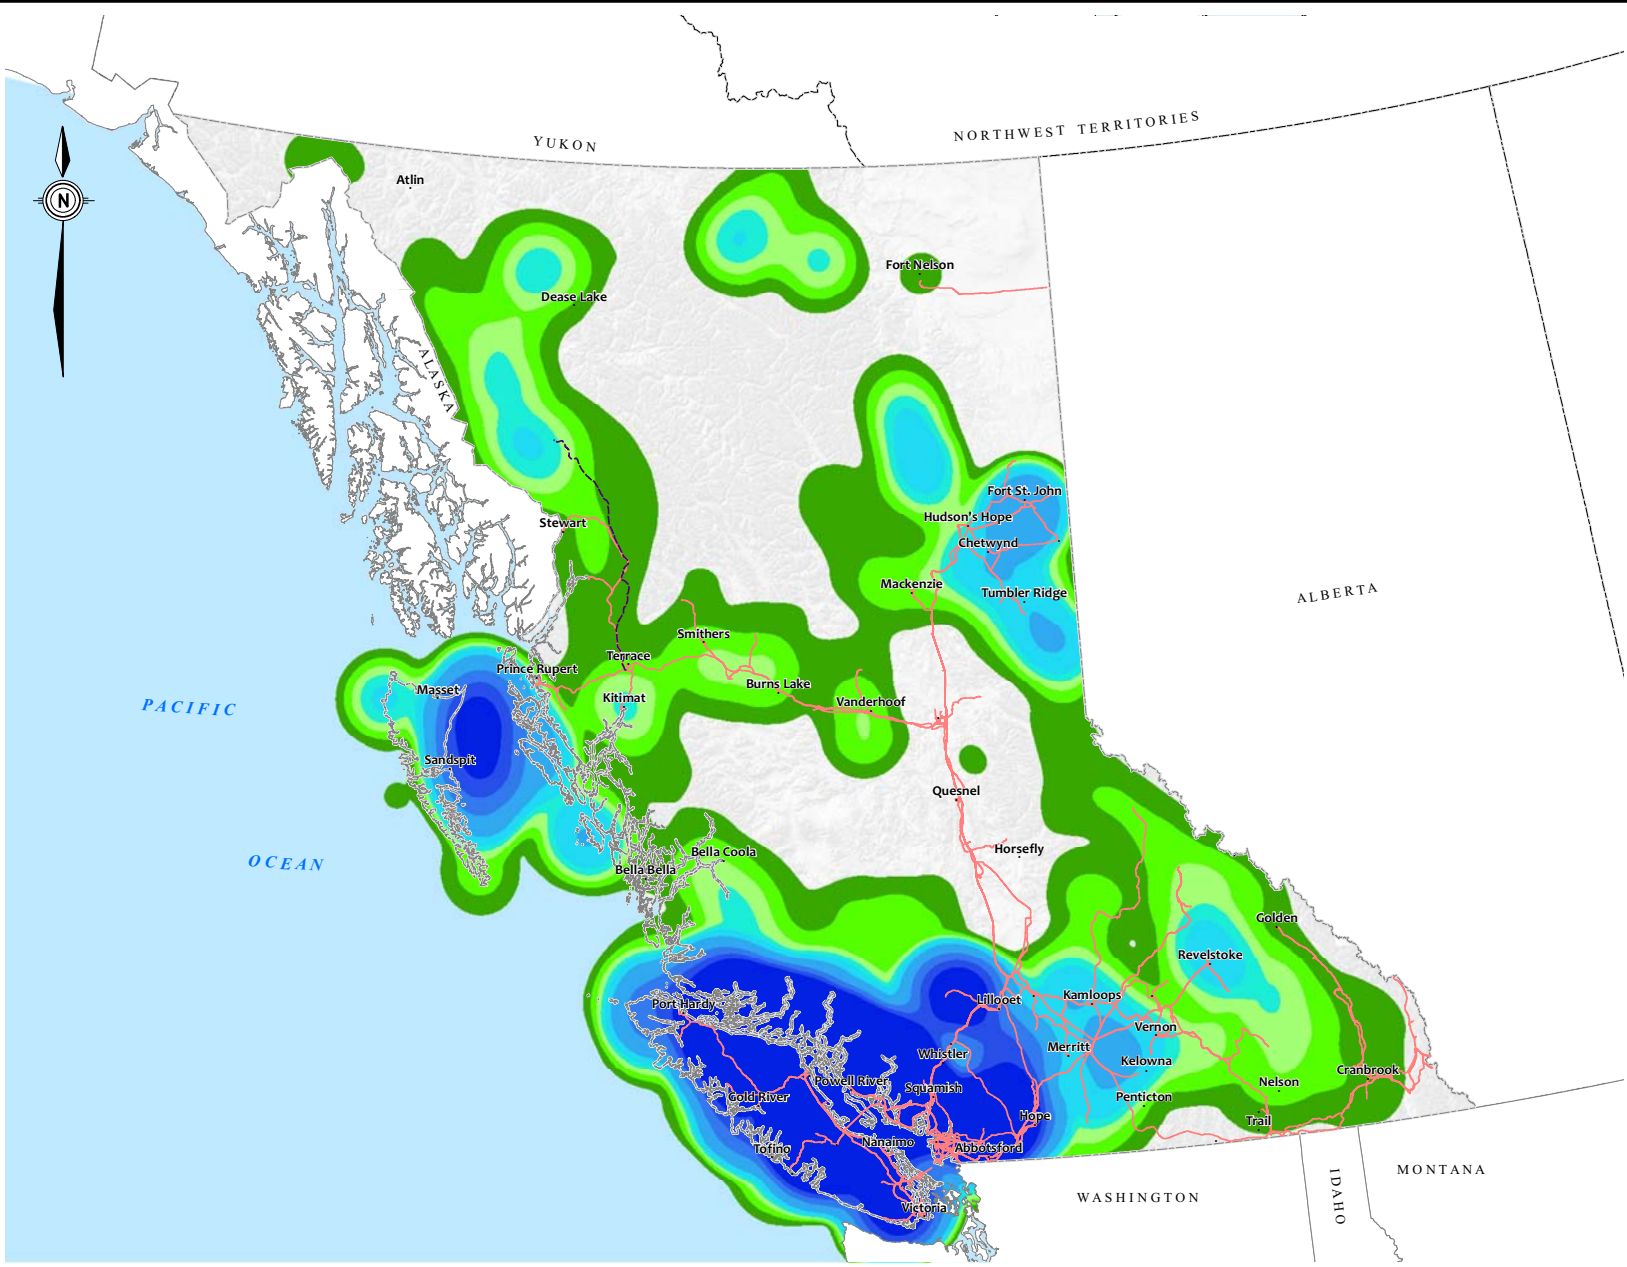 YUKON
NORTHWEST TERRITORIES
Atlin
N
Fort Nelson
Dease Lake
ALASKA
Fort St. John
Hudson's Hope
Stewart
Chetwynd
Mackenzie
Tumbler Ridge
ALBERTA
Smithers
Terrace
Prince Rupert
Masset
Burns Lake
Kitimat
Vanderhoof
PACIFIC
Sandspit
Quesnel
Horsefly
Bella Coola
OCEAN
Bella Bella
Golden
Revelstoke
Kamloops
Lillooet
Port Hardy
Vernon
Merritt
Whistler
Kelowna
Cranbrook
Powell River
Nelson
Squamish
Gold River
Penticton
Hope
Trail
Nanaimo
Abbotsford
Tofino
MONTANA
IDAHO
WASHINGTON
Victoria